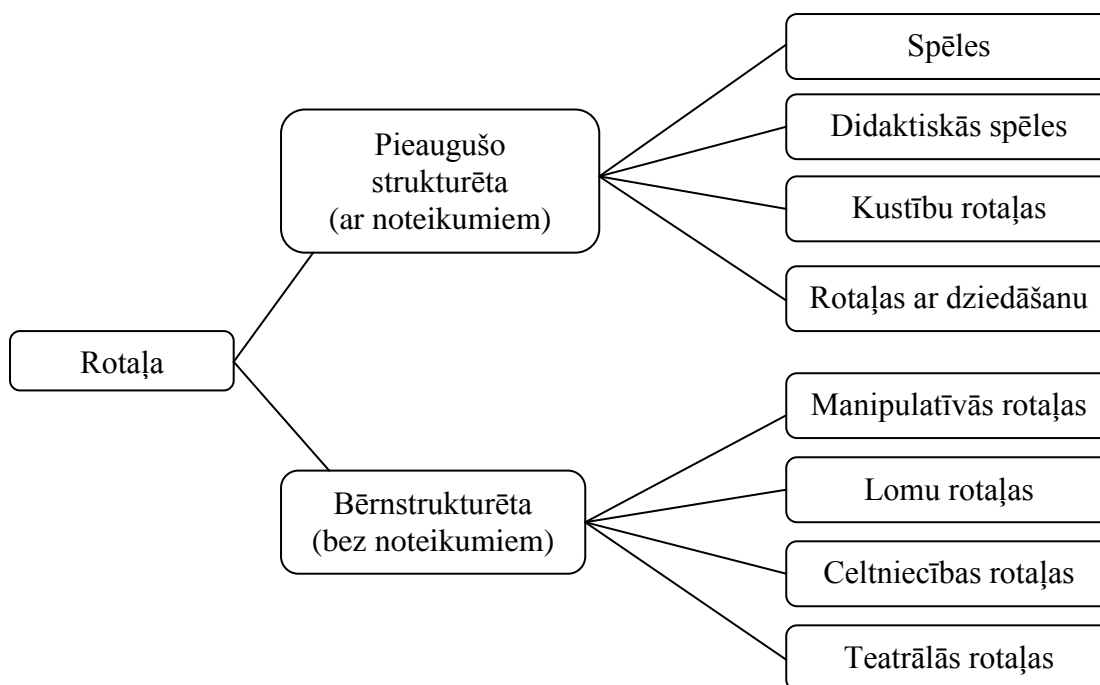 Rotaļa
Pieaugušo
strukturēta
(ar noteikumiem)
Spēles
Didaktiskās spēles
Kustību rotaļas
Rotaļas ar dziedāšanu
Bērnstrukturēta
(bez noteikumiem)
Manipulatīvās rotaļas
Lomu rotaļas
Celtniecības rotaļas
Teatrālās rotaļas